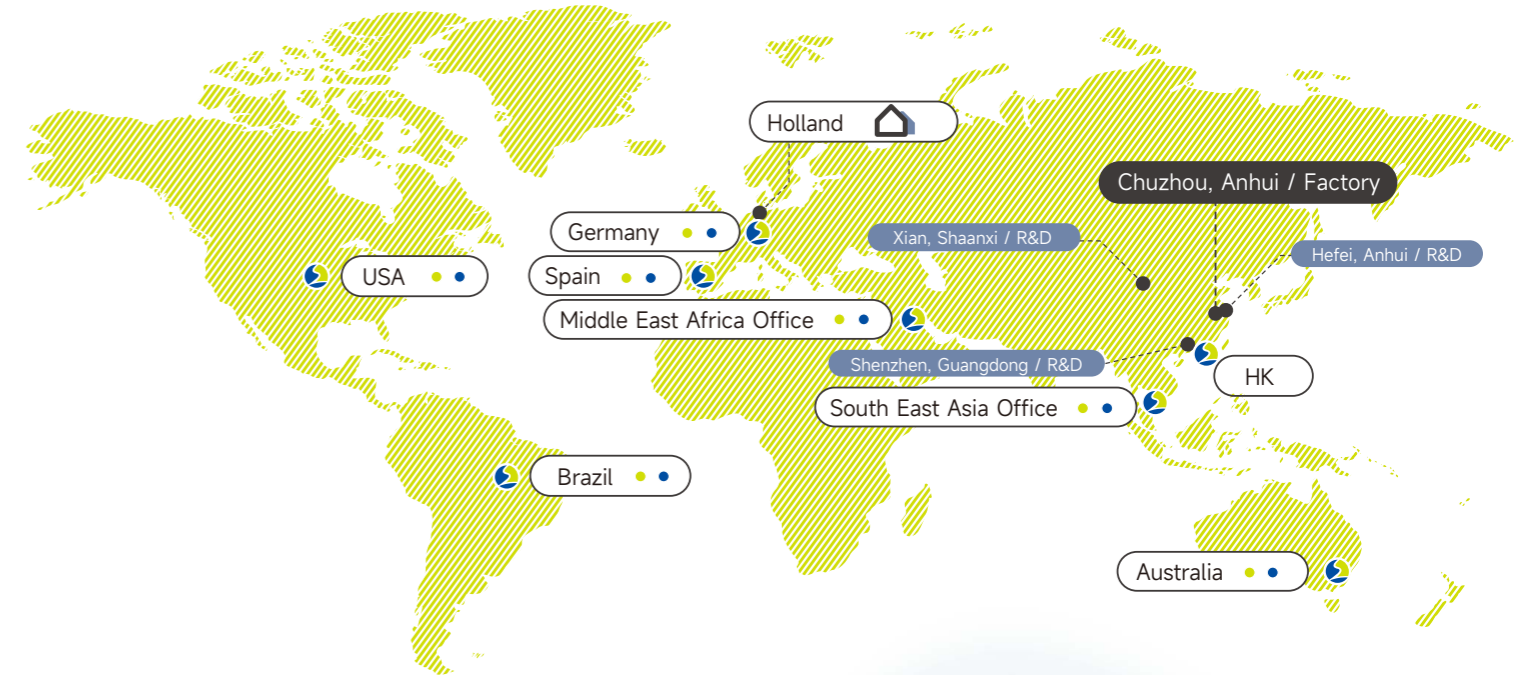 Holland
Chuzhou, Anhui / Factory
Germany
Xian, Shaanxi / R&D
Hefei, Anhui / R&D
USA
Spain
Middle East Africa Office
Shenzhen, Guangdong / R&D
HK
South East Asia Office
Brazil
Australia